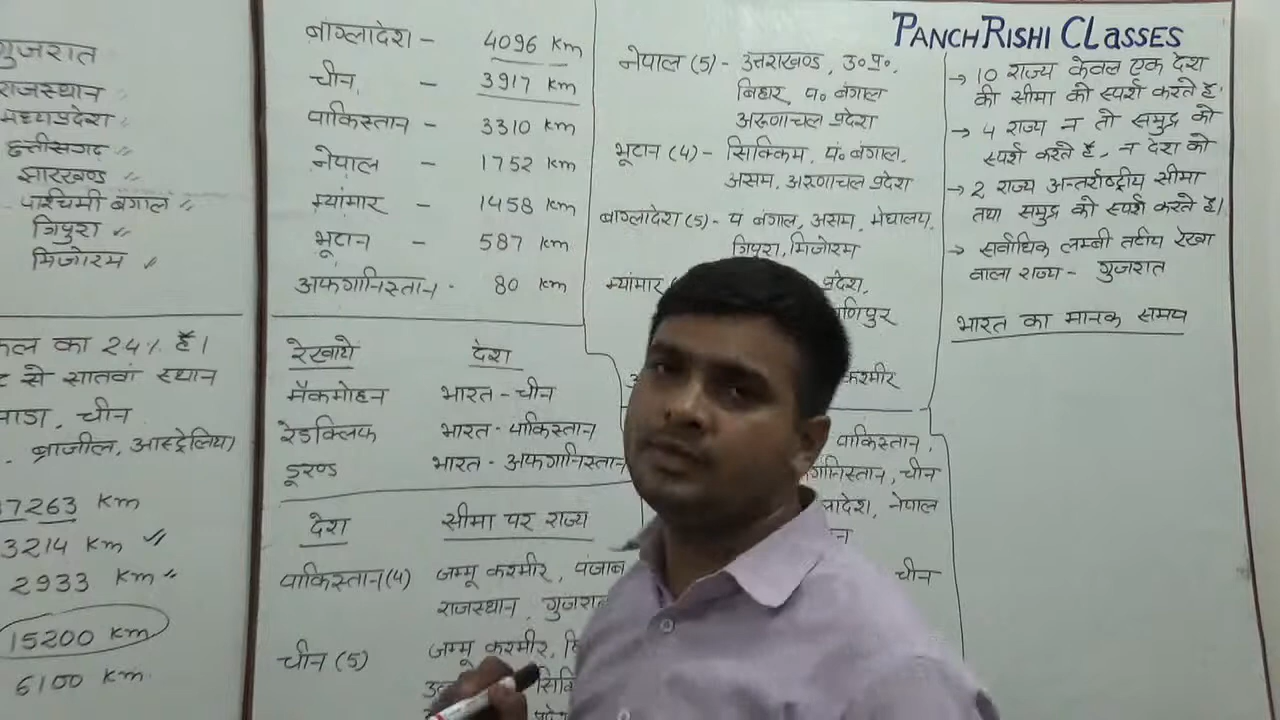 गुजरात
राजस्थान
मध्यप्रदेश "
छत्तीसगढ़ "
झारखण्ड "
पश्चिमी बंगाल "
त्रिपुरा "
मिजोरम "
का 24% है।
से सातवां स्थान
चीन
ब्राजील, आस्ट्रेलिया)
7263 Km
3214 Km "
2933 Km "
15200 Km
6100 Km
बांग्लादेश - 4096 Km
चीन - 3917 Km
पाकिस्तान - 3310 Km
नेपाल - 1752 Km
म्यांमार - 1458 Km
भूटान - 587 Km
अफगानिस्तान - 80 Km
रेखाये देश
मैकमोहन भारत - चीन
रेडक्लिफ भारत - पाकिस्तान
डूरण्ड भारत - अफगानिस्तान
देश सीमा पर राज्य
पाकिस्तान (4) जम्मू कश्मीर, पंजाब
राजस्थान, गुजरात
चीन (5) जम्मू कश्मीर,
नेपाल (5) - उत्तराखण्ड, उ०प्र०,
बिहार, प० बंगाल
अरूणाचल प्रदेश
भूटान (4) - सिक्किम, प० बंगाल,
असम, अरूणाचल प्रदेश
बांग्लादेश (5) - प बंगाल, असम, मेघालय,
त्रिपुरा, मिजोरम
म्यांमार प्रदेश,
कश्मीर
पाकिस्तान,
चीन
नेपाल
चीन
PANCHRISHI CLASSES
→ 10 राज्य केवल एक देश
की सीमा को स्पर्श करते हैं।
→ 4 राज्य न तो समुद्र को
स्पर्श करते हैं, न देश को
→ 2 राज्य अन्तर्राष्ट्रीय सीमा
तथा समुद्र को स्पर्श करते हैं।
→ सर्वाधिक लम्बी तटीय रेखा
वाला राज्य - गुजरात
भारत का मानक समय